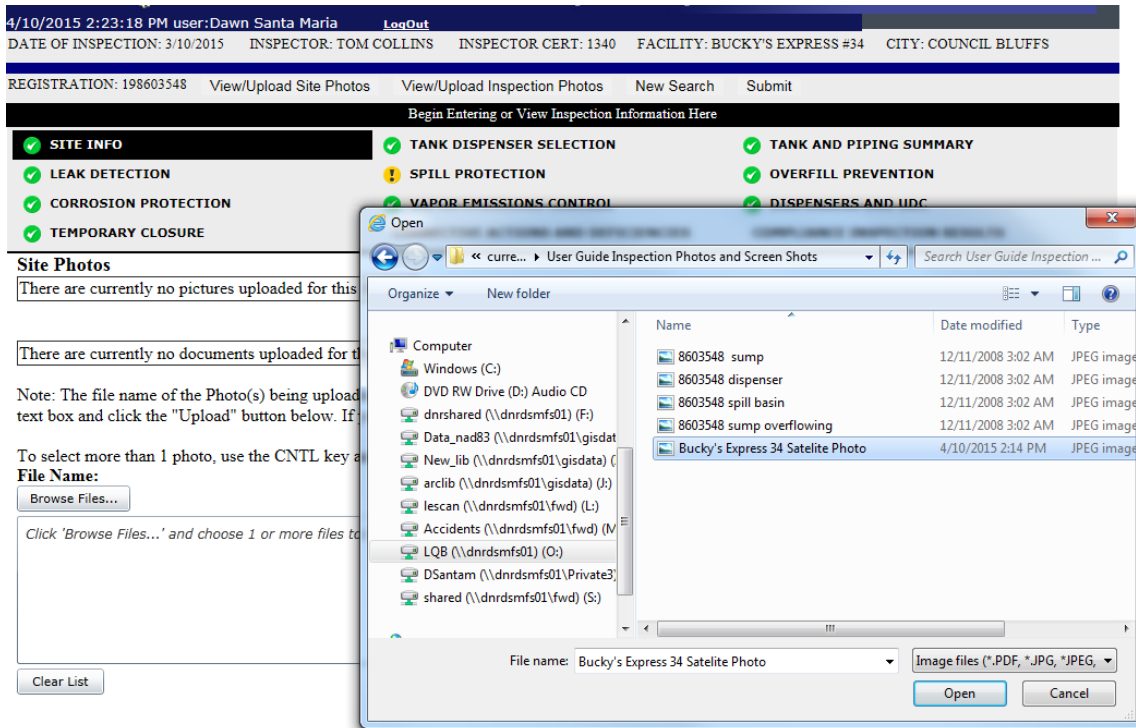 4/10/2015 2:23:18 PM user:Dawn Santa Maria LogOut
DATE OF INSPECTION: 3/10/2015 INSPECTOR: TOM COLLINS INSPECTOR CERT: 1340 FACILITY: BUCKY'S EXPRESS #34 CITY: COUNCIL BLUFFS
REGISTRATION: 198603548 View/Upload Site Photos View/Upload Inspection Photos New Search Submit
Begin Entering or View Inspection Information Here
SITE INFO TANK DISPENSER SELECTION TANK AND PIPING SUMMARY
LEAK DETECTION SPILL PROTECTION OVERFILL PREVENTION
CORROSION PROTECTION VAPOR EMISSIONS CONTROL DISPENSERS AND UDC
TEMPORARY CLOSURE
Site Photos
There are currently no pictures uploaded for this
There are currently no documents uploaded for
Note: The file name of the Photo(s) being upload
text box and click the "Upload" button below. If
To select more than 1 photo, use the CNTL key a
File Name:
Browse Files...
Click 'Browse Files...' and choose 1 or more files to
Clear List
Open
« curre... User Guide Inspection Photos and Screen Shots Search User Guide Inspection ...
Organize New folder
Computer
Windows (C:)
DVD RW Drive (D:) Audio CD
dnrshared (\\dnrdsmfs01) (F:)
Data_nad83 (\\dnrdsmfs01\gisdat
New_lib (\\dnrdsmfs01\gisdata) (
arclib (\\dnrdsmfs01\gisdata) (J:)
lescan (\\dnrdsmfs01\fwd) (L:)
Accidents (\\dnrdsmfs01\fwd) (M
LQB (\\dnrdsmfs01) (O:)
DSantam (\\dnrdsmfs01\Private3)
shared (\\dnrdsmfs01\fwd) (S:)
Name Date modified Type
8603548 sump 12/11/2008 3:02 AM JPEG image
8603548 dispenser 12/11/2008 3:02 AM JPEG image
8603548 spill basin 12/11/2008 3:02 AM JPEG image
8603548 sump overflowing 12/11/2008 3:02 AM JPEG image
Bucky's Express 34 Satelite Photo 4/10/2015 2:14 PM JPEG image
File name: Bucky's Express 34 Satelite Photo Image files (*.PDF, *.JPG, *JPEG,
Open Cancel